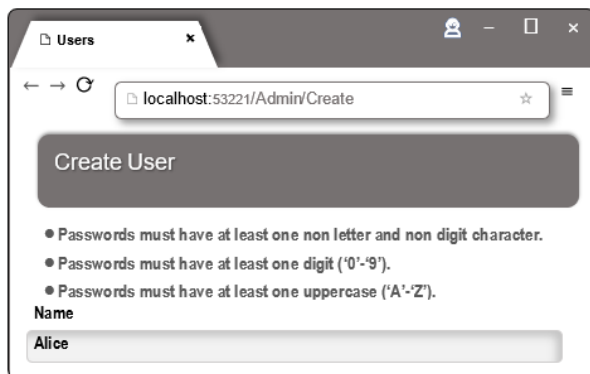 Users
localhost:53221/Admin/Create
Create User
Passwords must have at least one non letter and non digit character.
Passwords must have at least one digit (‘0’-‘9’).
Passwords must have at least one uppercase (‘A’-‘Z’).
Name
Alice